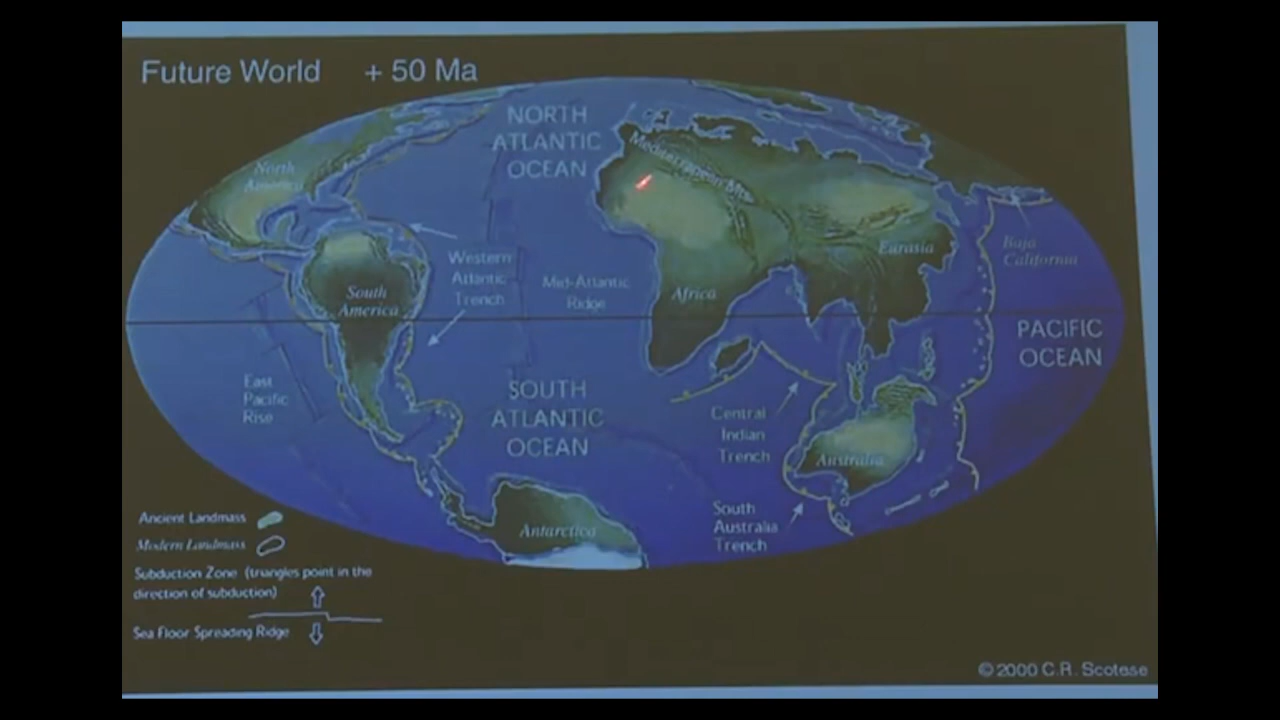 Future World + 50 Ma
NORTH
ATLANTIC
OCEAN
North
America
Mediterranean Mts.
Western
Atlantic
Trench
Mid-Atlantic
Ridge
South
America
Africa
Eurasia
Baja
California
PACIFIC
OCEAN
East
Pacific
Rise
SOUTH
ATLANTIC
OCEAN
Central
Indian
Trench
Australia
South
Australia
Trench
Antarctica
Ancient Landmass
Modern Landmass
Subduction Zone (triangles point in the
direction of subduction)
Sea Floor Spreading Ridge
© 2000 C.R. Scotese